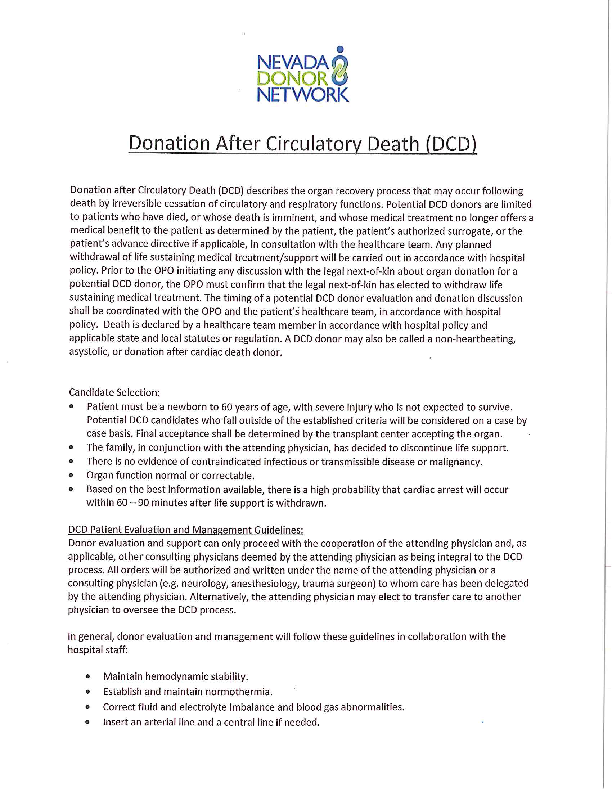 NEVADA
DONOR
NETWORK
Donation After Circulatory Death (DCD)
Donation after Circulatory Death (DCD) describes the organ recovery process that may occur following
death by irreversible cessation of circulatory and respiratory functions. Potential DCD donors are limited
to patients who have died, or whose death is imminent, and whose medical treatment no longer offers a
medical benefit to the patient as determined by the patient, the patient's authorized surrogate, or the
patient's advance directive if applicable, in consultation with the healthcare team. Any planned
withdrawal of life sustaining medical treatment/support will be carried out in accordance with hospital
policy. Prior to the OPO initiating any discussion with the legal next-of-kin about organ donation for a
potential DCD donor, the OPO must confirm that the legal next-of-kin has elected to withdraw life
sustaining medical treatment. The timing of a potential DCD donor evaluation and donation discussion
shall be coordinated with the OPO and the patient's healthcare team, in accordance with hospital
policy. Death is declared by a healthcare team member in accordance with hospital policy and
applicable state and local statutes or regulation. A DCD donor may also be called a non-heartbeating,
asystolic, or donation after cardiac death donor.
Candidate Selection:
• Patient must be a newborn to 60 years of age, with severe injury who is not expected to survive.
Potential DCD candidates who fall outside of the established criteria will be considered on a case by
case basis. Final acceptance shall be determined by the transplant center accepting the organ.
• The family, in conjunction with the attending physician, has decided to discontinue life support.
• There is no evidence of contraindicated infectious or transmissible disease or malignancy.
• Organ function normal or correctable.
• Based on the best information available, there is a high probability that cardiac arrest will occur
within 60 – 90 minutes after life support is withdrawn.
DCD Patient Evaluation and Management Guidelines:
Donor evaluation and support can only proceed with the cooperation of the attending physician and, as
applicable, other consulting physicians deemed by the attending physician as being integral to the DCD
process. All orders will be authorized and written under the name of the attending physician or a
consulting physician (e.g. neurology, anesthesiology, trauma surgeon) to whom care has been delegated
by the attending physician. Alternatively, the attending physician may elect to transfer care to another
physician to oversee the DCD process.
In general, donor evaluation and management will follow these guidelines in collaboration with the
hospital staff:
• Maintain hemodynamic stability.
• Establish and maintain normothermia.
• Correct fluid and electrolyte imbalance and blood gas abnormalities.
• Insert an arterial line and a central line if needed.